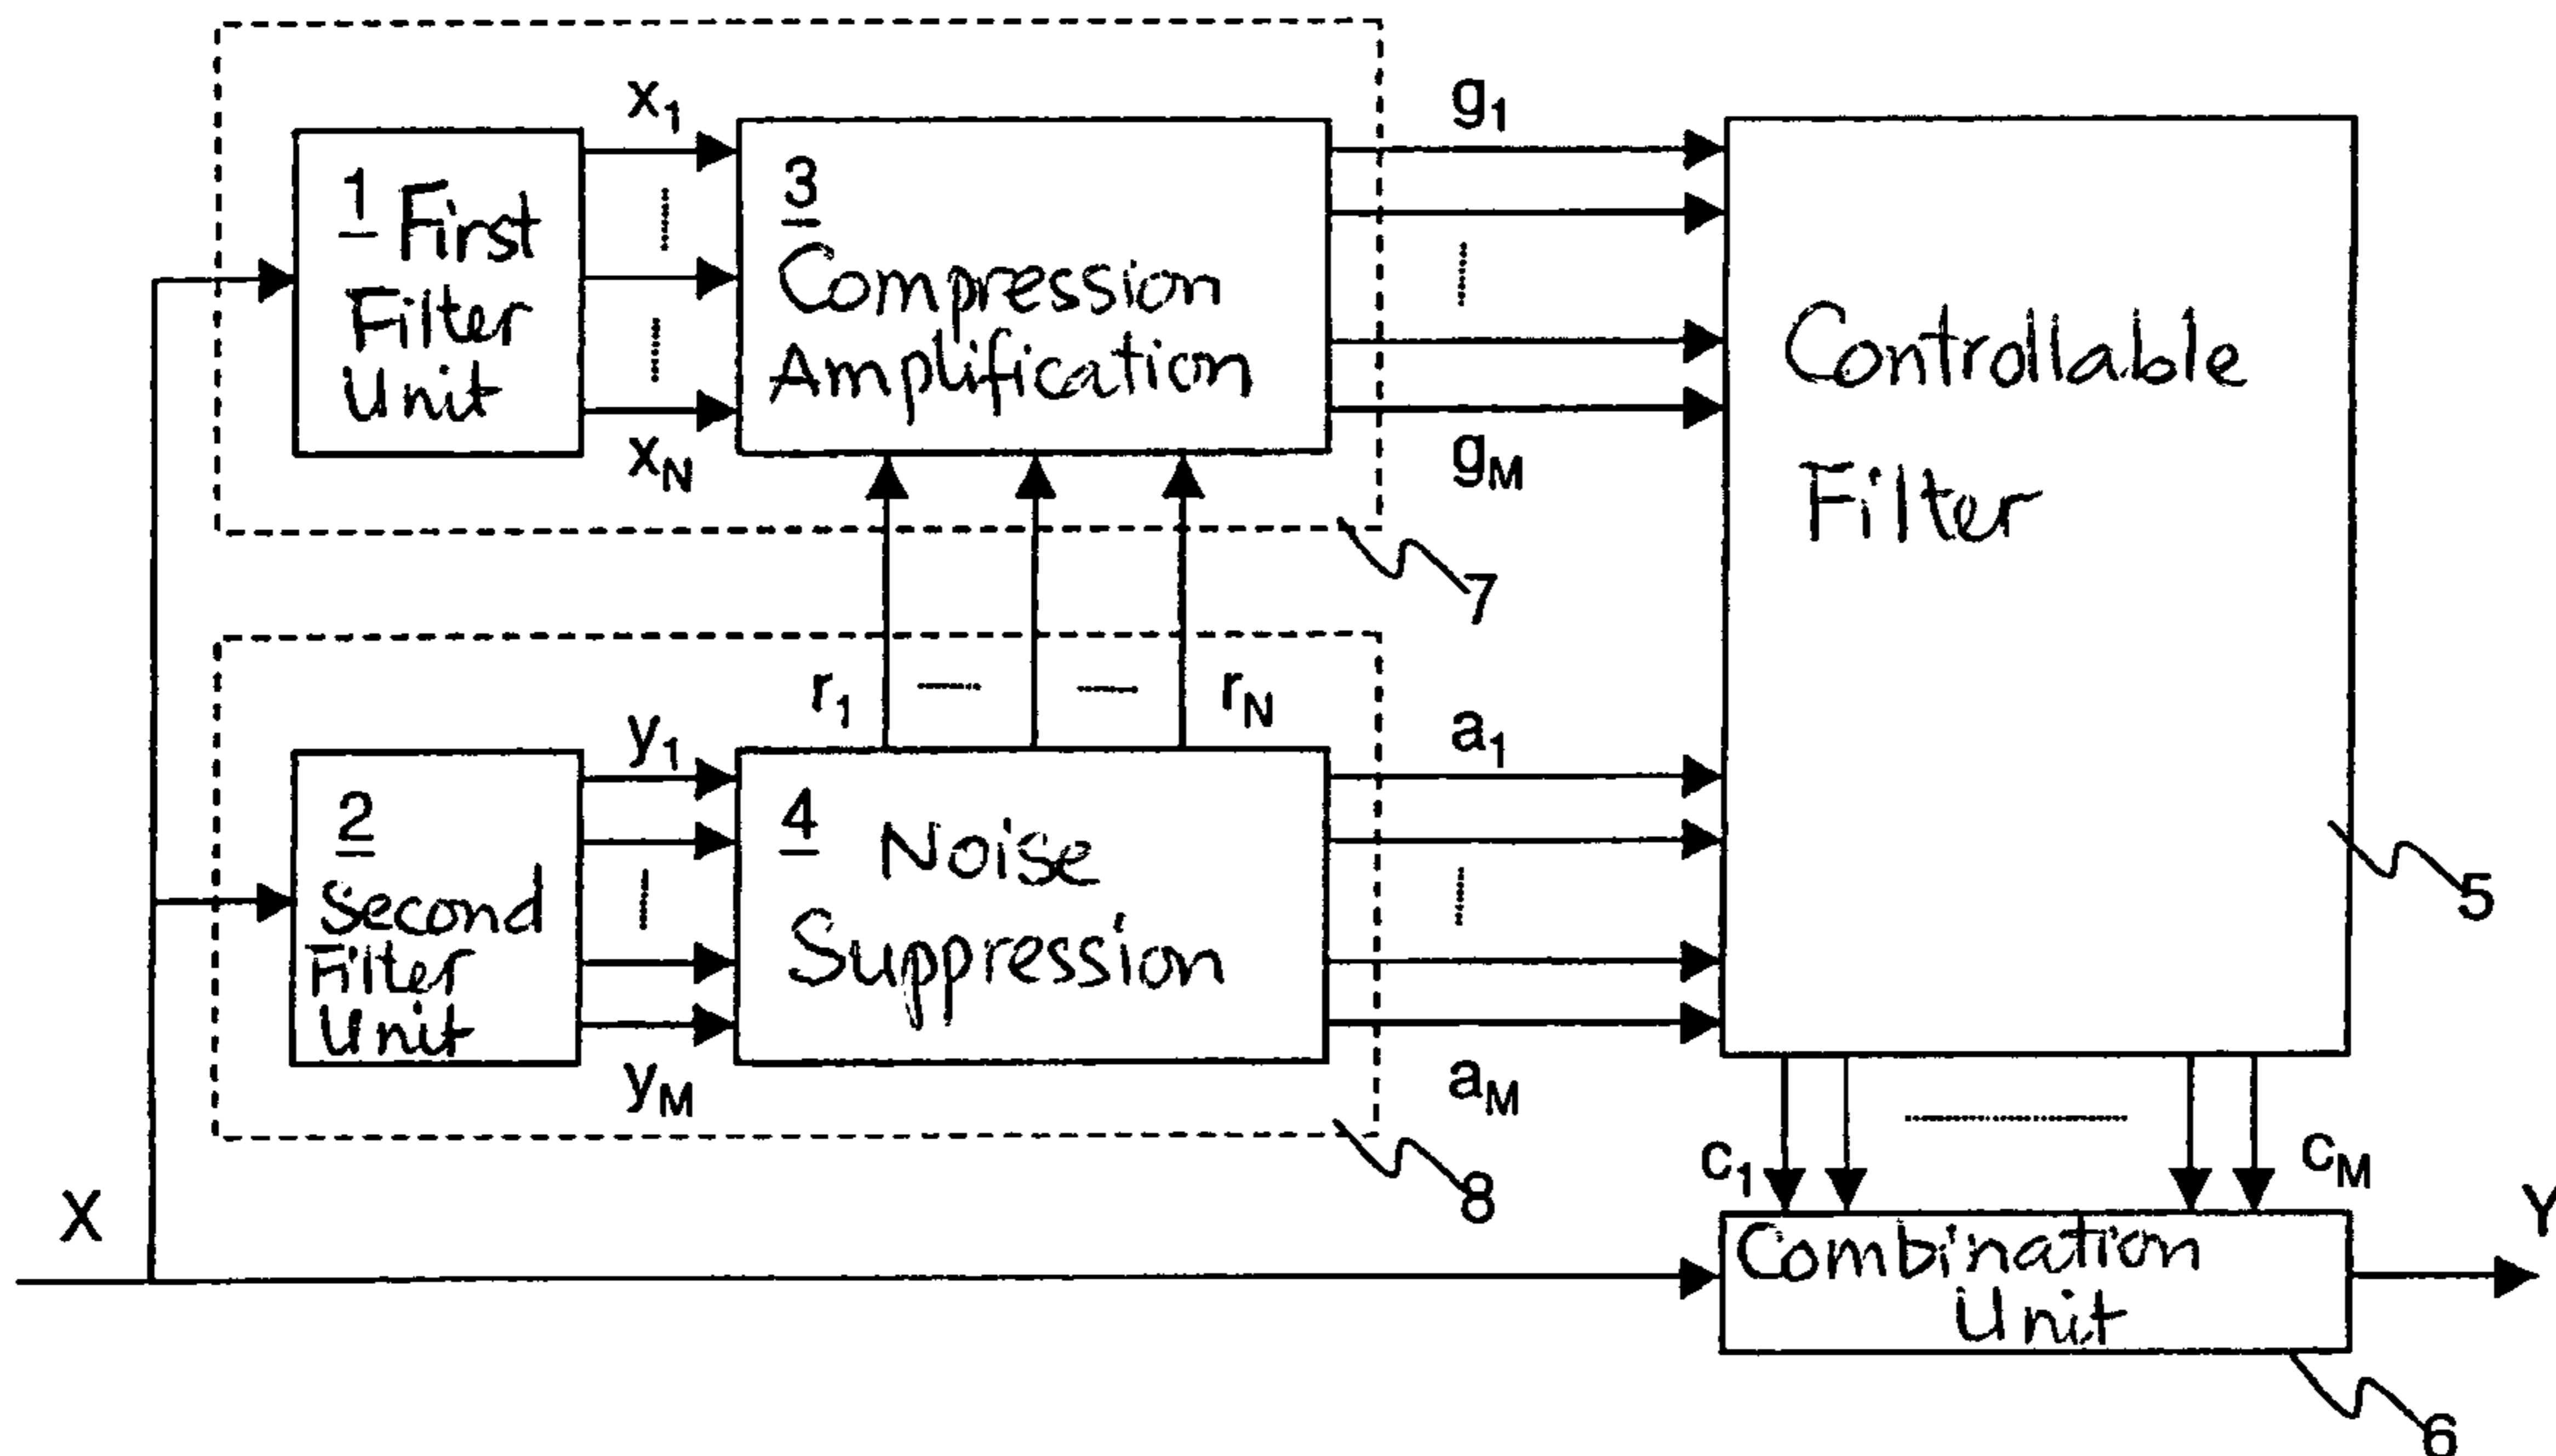 x1
1 First
Filter
Unit
xN
3
Compression
Amplification
g1
gM
Controllable
Filter
7
r1
rN
y1
2
Second
Filter
Unit
yM
4 Noise
Suppression
a1
aM
5
8
X
c1
cM
Combination
Unit
Y
6